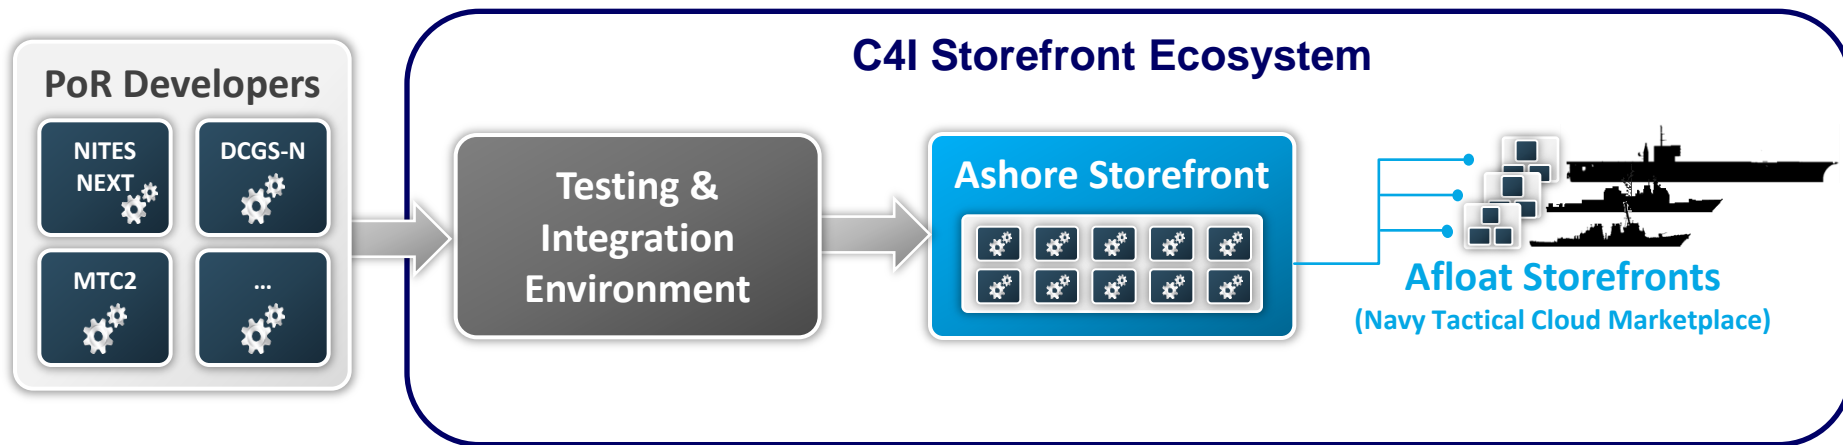 C4I Storefront Ecosystem
PoR Developers
NITES
NEXT
DCGS-N
MTC2
...
Testing &
Integration
Environment
Ashore Storefront
Afloat Storefronts
(Navy Tactical Cloud Marketplace)